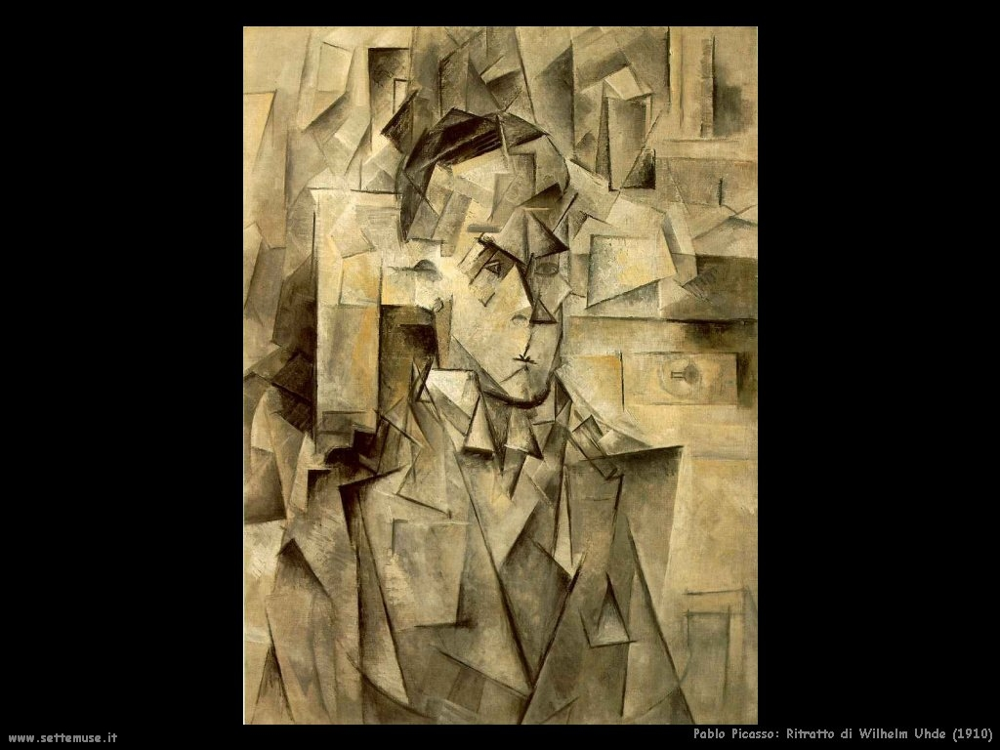 Pablo Picasso: Ritratto di Wilhelm Uhde (1910)
www.settemuse.it